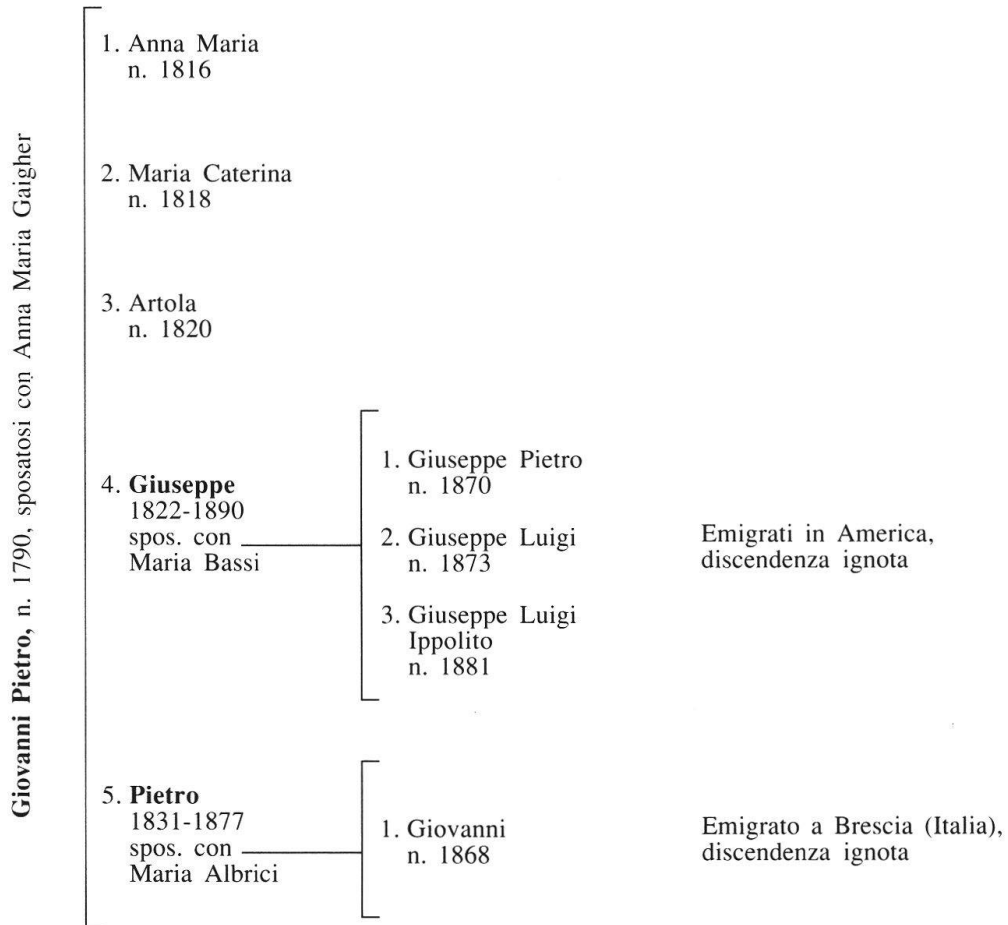 Giovanni Pietro, n. 1790, sposatosi con Anna Maria Gaigher
1. Anna Maria
n. 1816
2. Maria Caterina
n. 1818
3. Artola
n. 1820
4. Giuseppe
1822-1890
spos. con
Maria Bassi
1. Giuseppe Pietro
n. 1870
2. Giuseppe Luigi
n. 1873
3. Giuseppe Luigi
Ippolito
n. 1881
Emigrati in America,
discendenza ignota
5. Pietro
1831-1877
spos. con
Maria Albrici
1. Giovanni
n. 1868
Emigrato a Brescia (Italia),
discendenza ignota